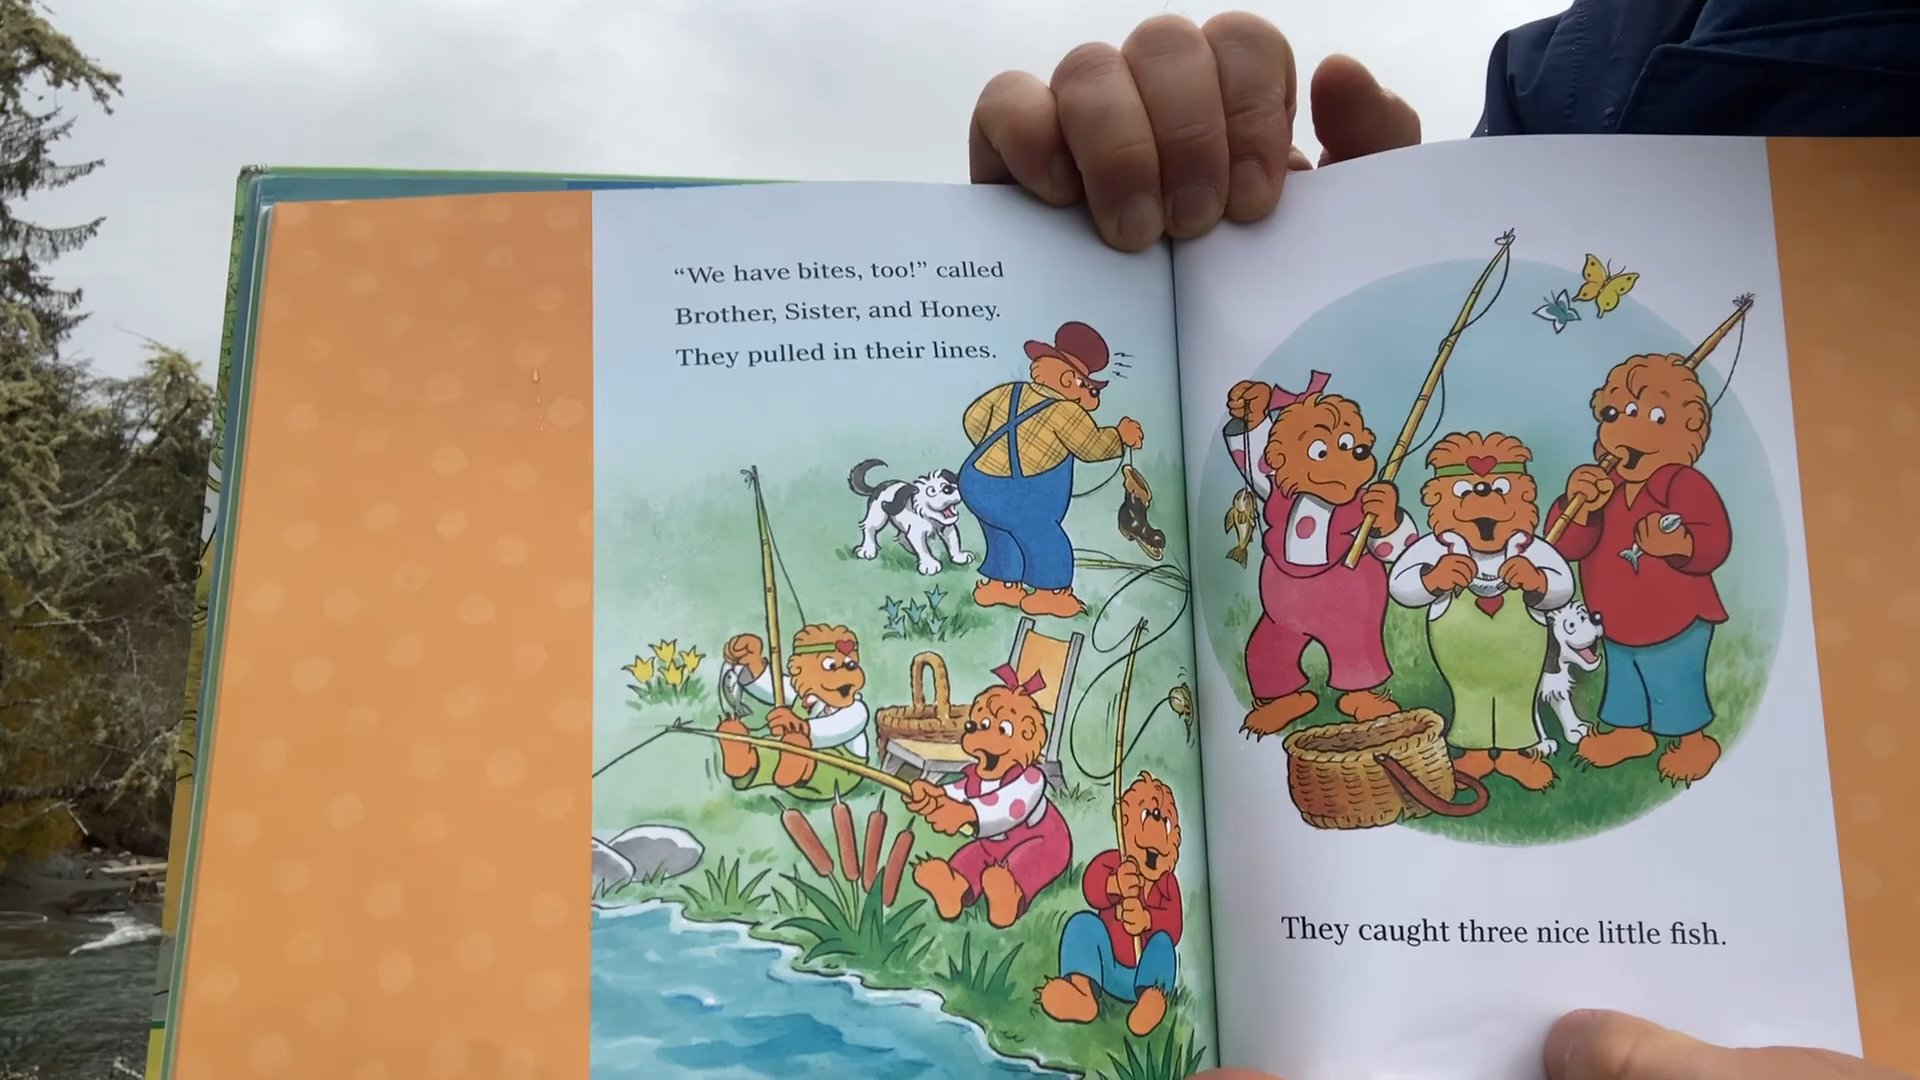 “We have bites, too!” called
Brother, Sister, and Honey.
They pulled in their lines.
They caught three nice little fish.